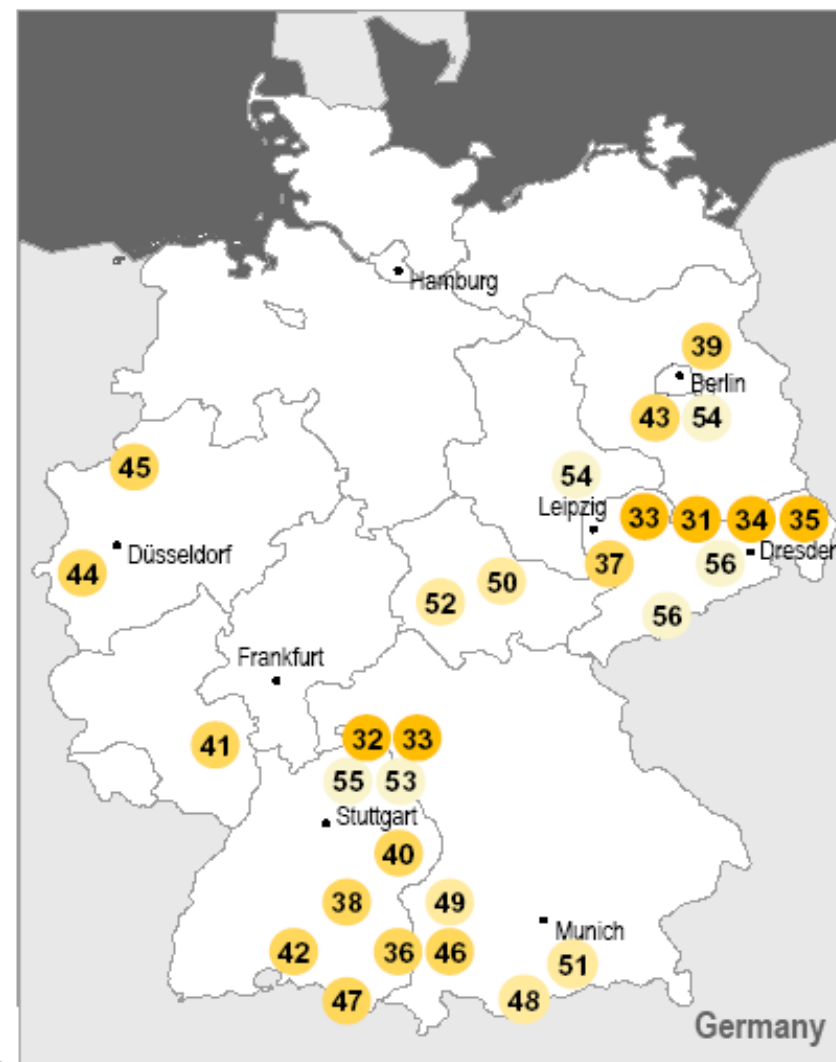 Hamburg
39
Berlin
43 54
45
54
Leipzig
33 31 34 35
Düsseldorf
Dresden
44
37 56
50
52
56
Frankfurt
41
32 33
55 53
Stuttgart
40
38 49
Munich
42 36 46
51
47 48
Germany